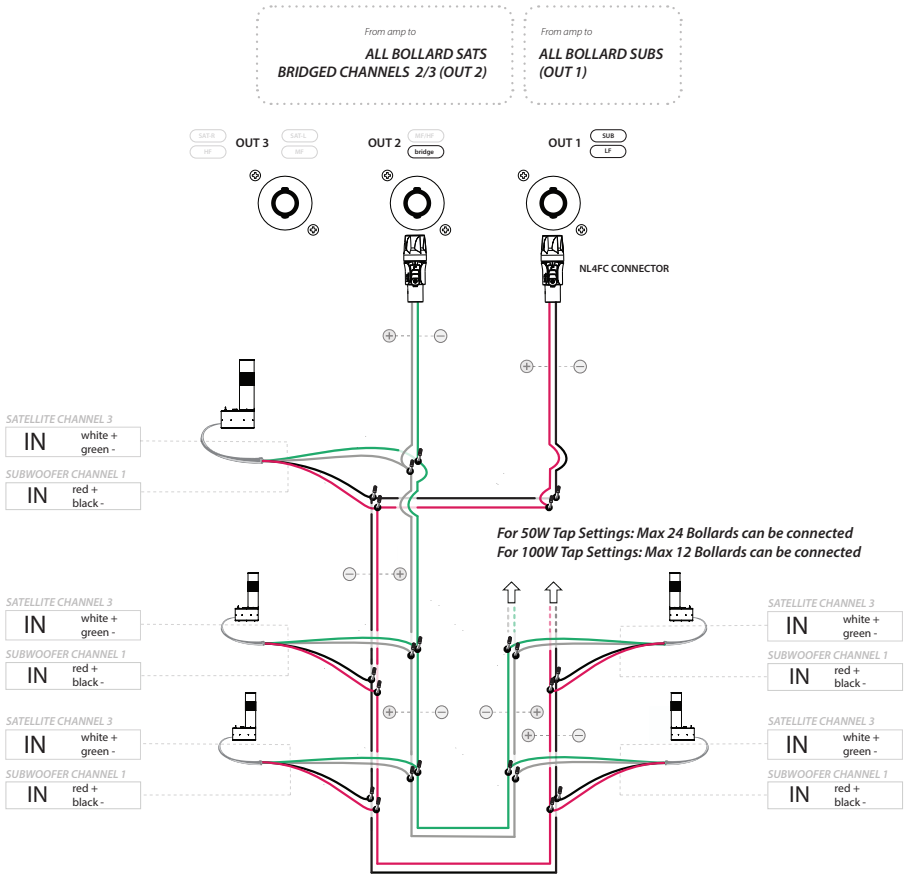 From amp to
ALL BOLLARD SATS
BRIDGED CHANNELS 2/3 (OUT 2)
From amp to
ALL BOLLARD SUBS
(OUT 1)
SAT-R
HF
OUT 3
SAT-L
MF
OUT 2
MF/HF
bridge
OUT 1
SUB
LF
NL4FC CONNECTOR
+ -
+ -
SATELLITE CHANNEL 3
IN
white +
green -
SUBWOOFER CHANNEL 1
IN
red +
black -
For 50W Tap Settings: Max 24 Bollards can be connected
For 100W Tap Settings: Max 12 Bollards can be connected
- +
SATELLITE CHANNEL 3
IN
white +
green -
SUBWOOFER CHANNEL 1
IN
red +
black -
SATELLITE CHANNEL 3
IN
white +
green -
SUBWOOFER CHANNEL 1
IN
red +
black -
+ -
- +
+ -
SATELLITE CHANNEL 3
IN
white +
green -
SUBWOOFER CHANNEL 1
IN
red +
black -
SATELLITE CHANNEL 3
IN
white +
green -
SUBWOOFER CHANNEL 1
IN
red +
black -